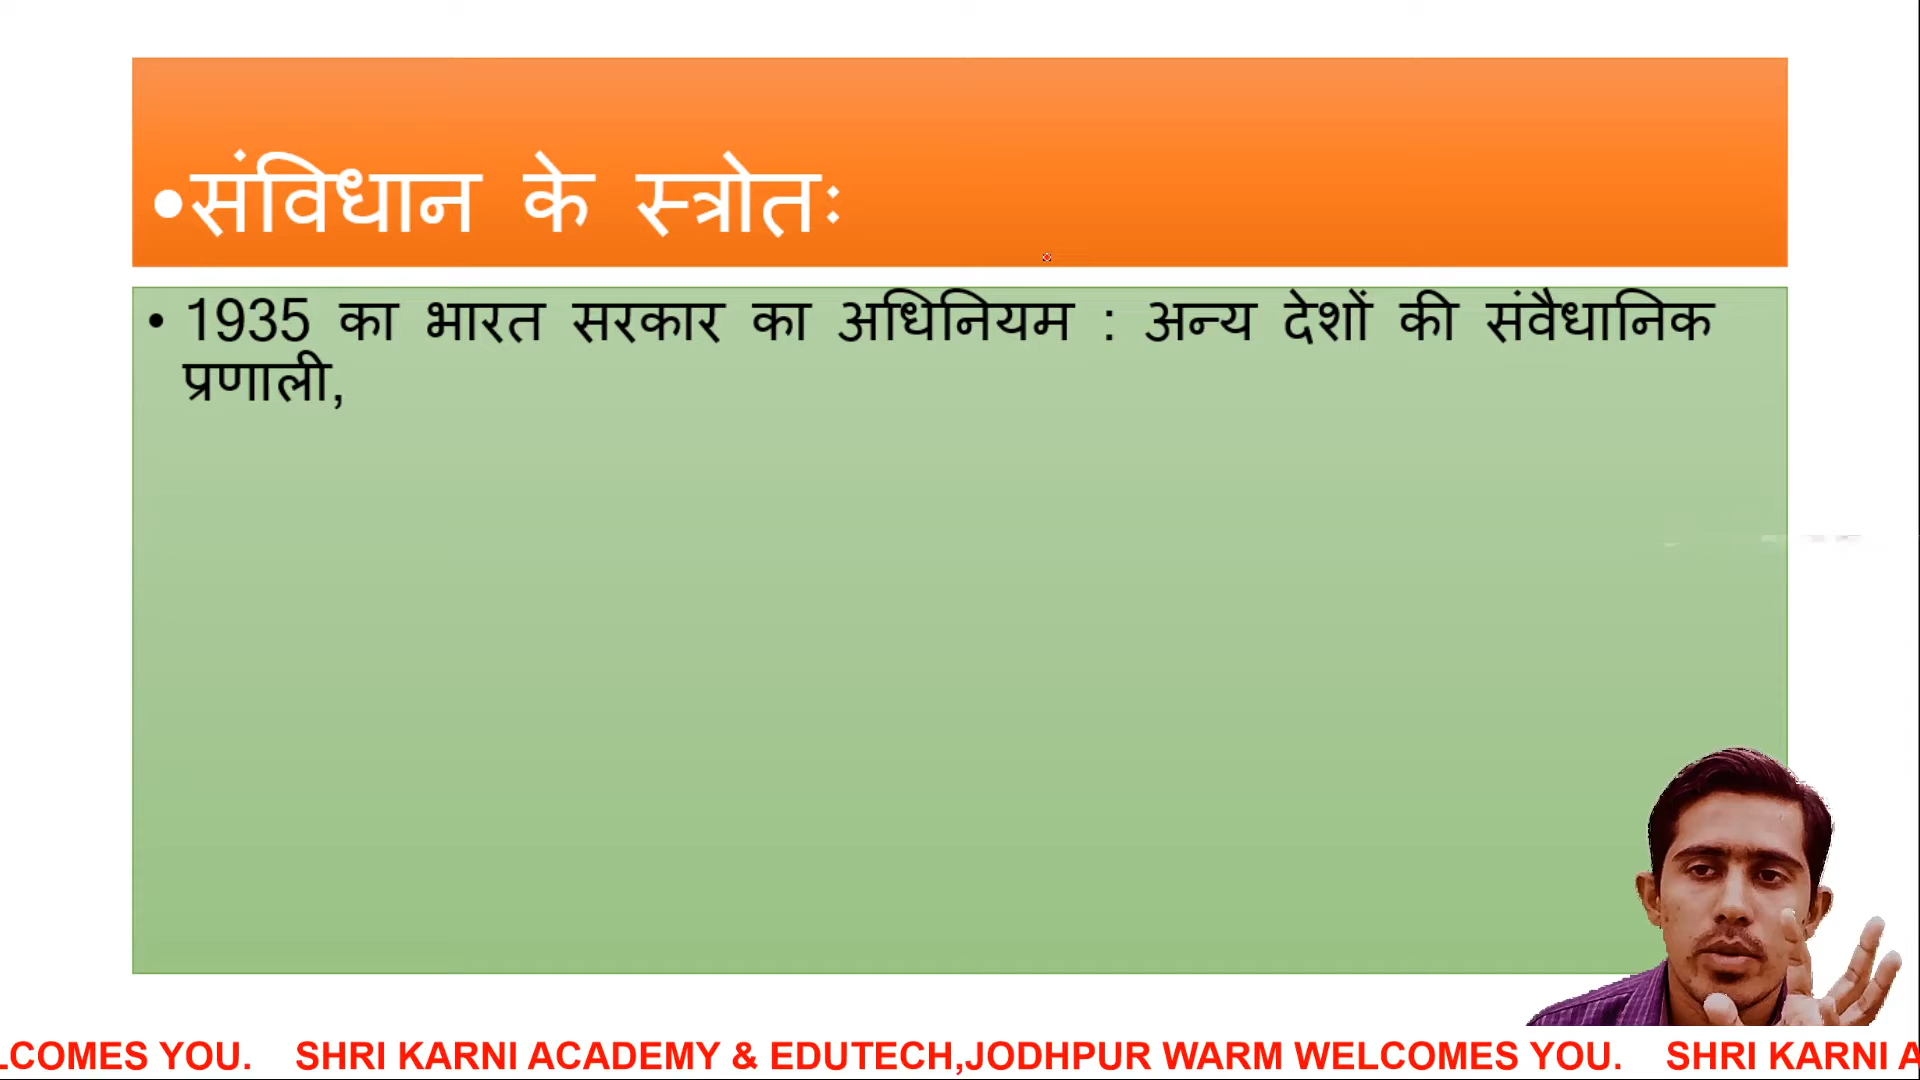 •संविधान के स्त्रोतः
• 1935 का भारत सरकार का अधिनियम : अन्य देशों की संवैधानिक
प्रणाली,
LCOMES YOU. SHRI KARNI ACADEMY & EDUTECH,JODHPUR WARM WELCOMES YOU. SHRI KARNI A